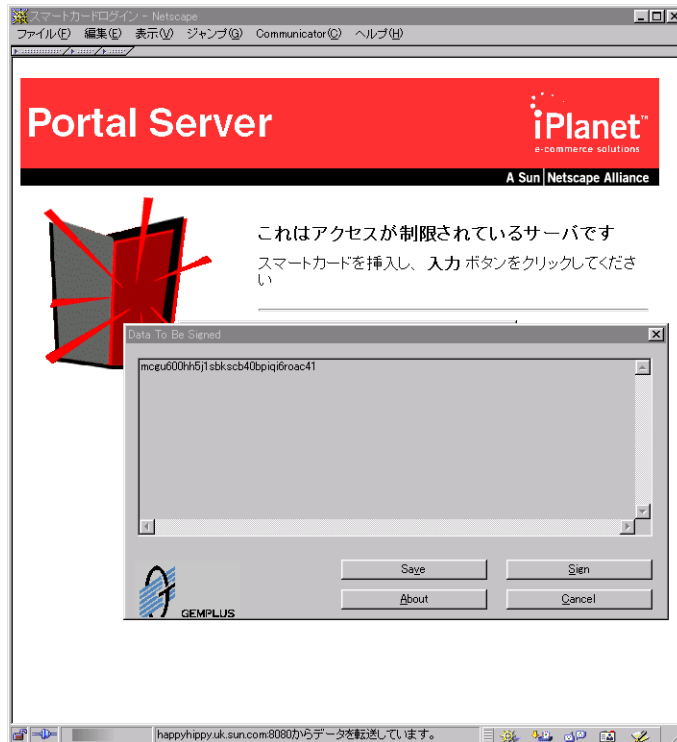 スマートカードログイン - Netscape
ファイル(F) 編集(E) 表示(V) ジャンプ(G) Communicator(C) ヘルプ(H)
Portal Server
iPlanet™
e-commerce solutions
A Sun | Netscape Alliance
これはアクセスが制限されているサーバです
スマートカードを挿入し、入力 ボタンをクリックしてくださ
い
Data To Be Signed
mcgu600hh5j1sbkscb40bpiqi6roac41
Save
Sign
About
Cancel
GEMPLUS
happyhippy.uk.sun.com:8080からデータを転送しています。